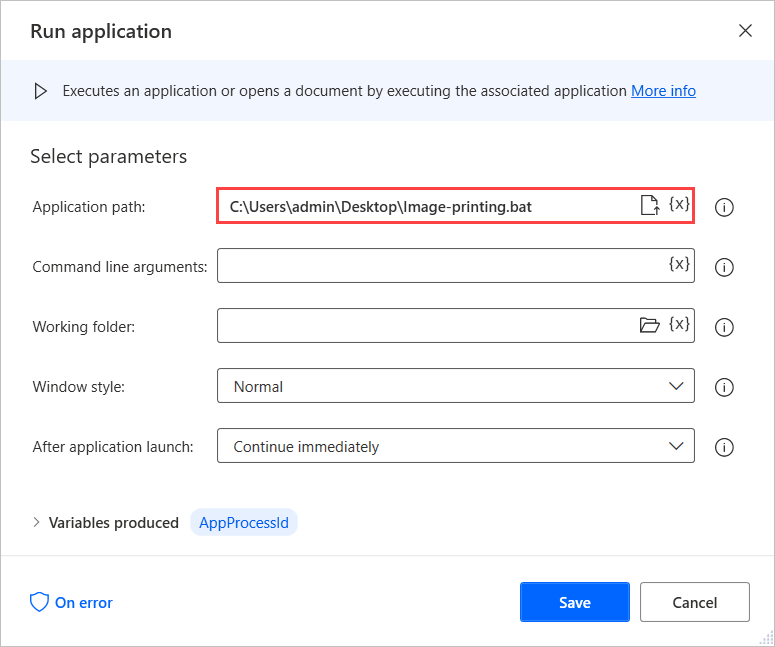 Run application
Executes an application or opens a document by executing the associated application More info
Select parameters
Application path: C:\Users\admin\Desktop\Image-printing.bat {x}
Command line arguments: {x}
Working folder: {x}
Window style: Normal
After application launch: Continue immediately
Variables produced AppProcessId
On error Save Cancel